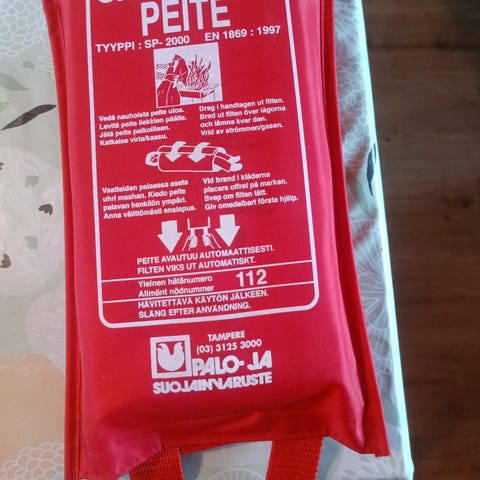 PEITE
TYYPPI : SP- 2000 EN 1869 : 1997
Vedä nauhoista peite ulos.
Levitä peite liekkien päälle.
Jätä peite paikoilleen.
Katkaise virta/kaasu.
Drag i handtagen ut filten.
Bred ut filten över lågorna
och lämna kvar den.
Vrid av strömmen/gasen.
Vaatteiden palaessa aseta
uhri maahan. Kiedo peite
palavan henkilön ympäri.
Anna välittömästi ensiapua.
Vid brand i kläderna
placera offret på marken.
Svep om filten tätt.
Giv omedelbart första hjälp.
PEITE AVAUTUU AUTOMAATTISESTI.
FILTEN VIKS UT AUTOMATISKT.
Yleinen hätänumero
Allmänt nödnummer
112
HÄVITETTÄVÄ KÄYTÖN JÄLKEEN.
SLÄNG EFTER ANVÄNDNING.
TAMPERE
(03) 3125 3000
PALO- JA
SUOJAINVARUSTE